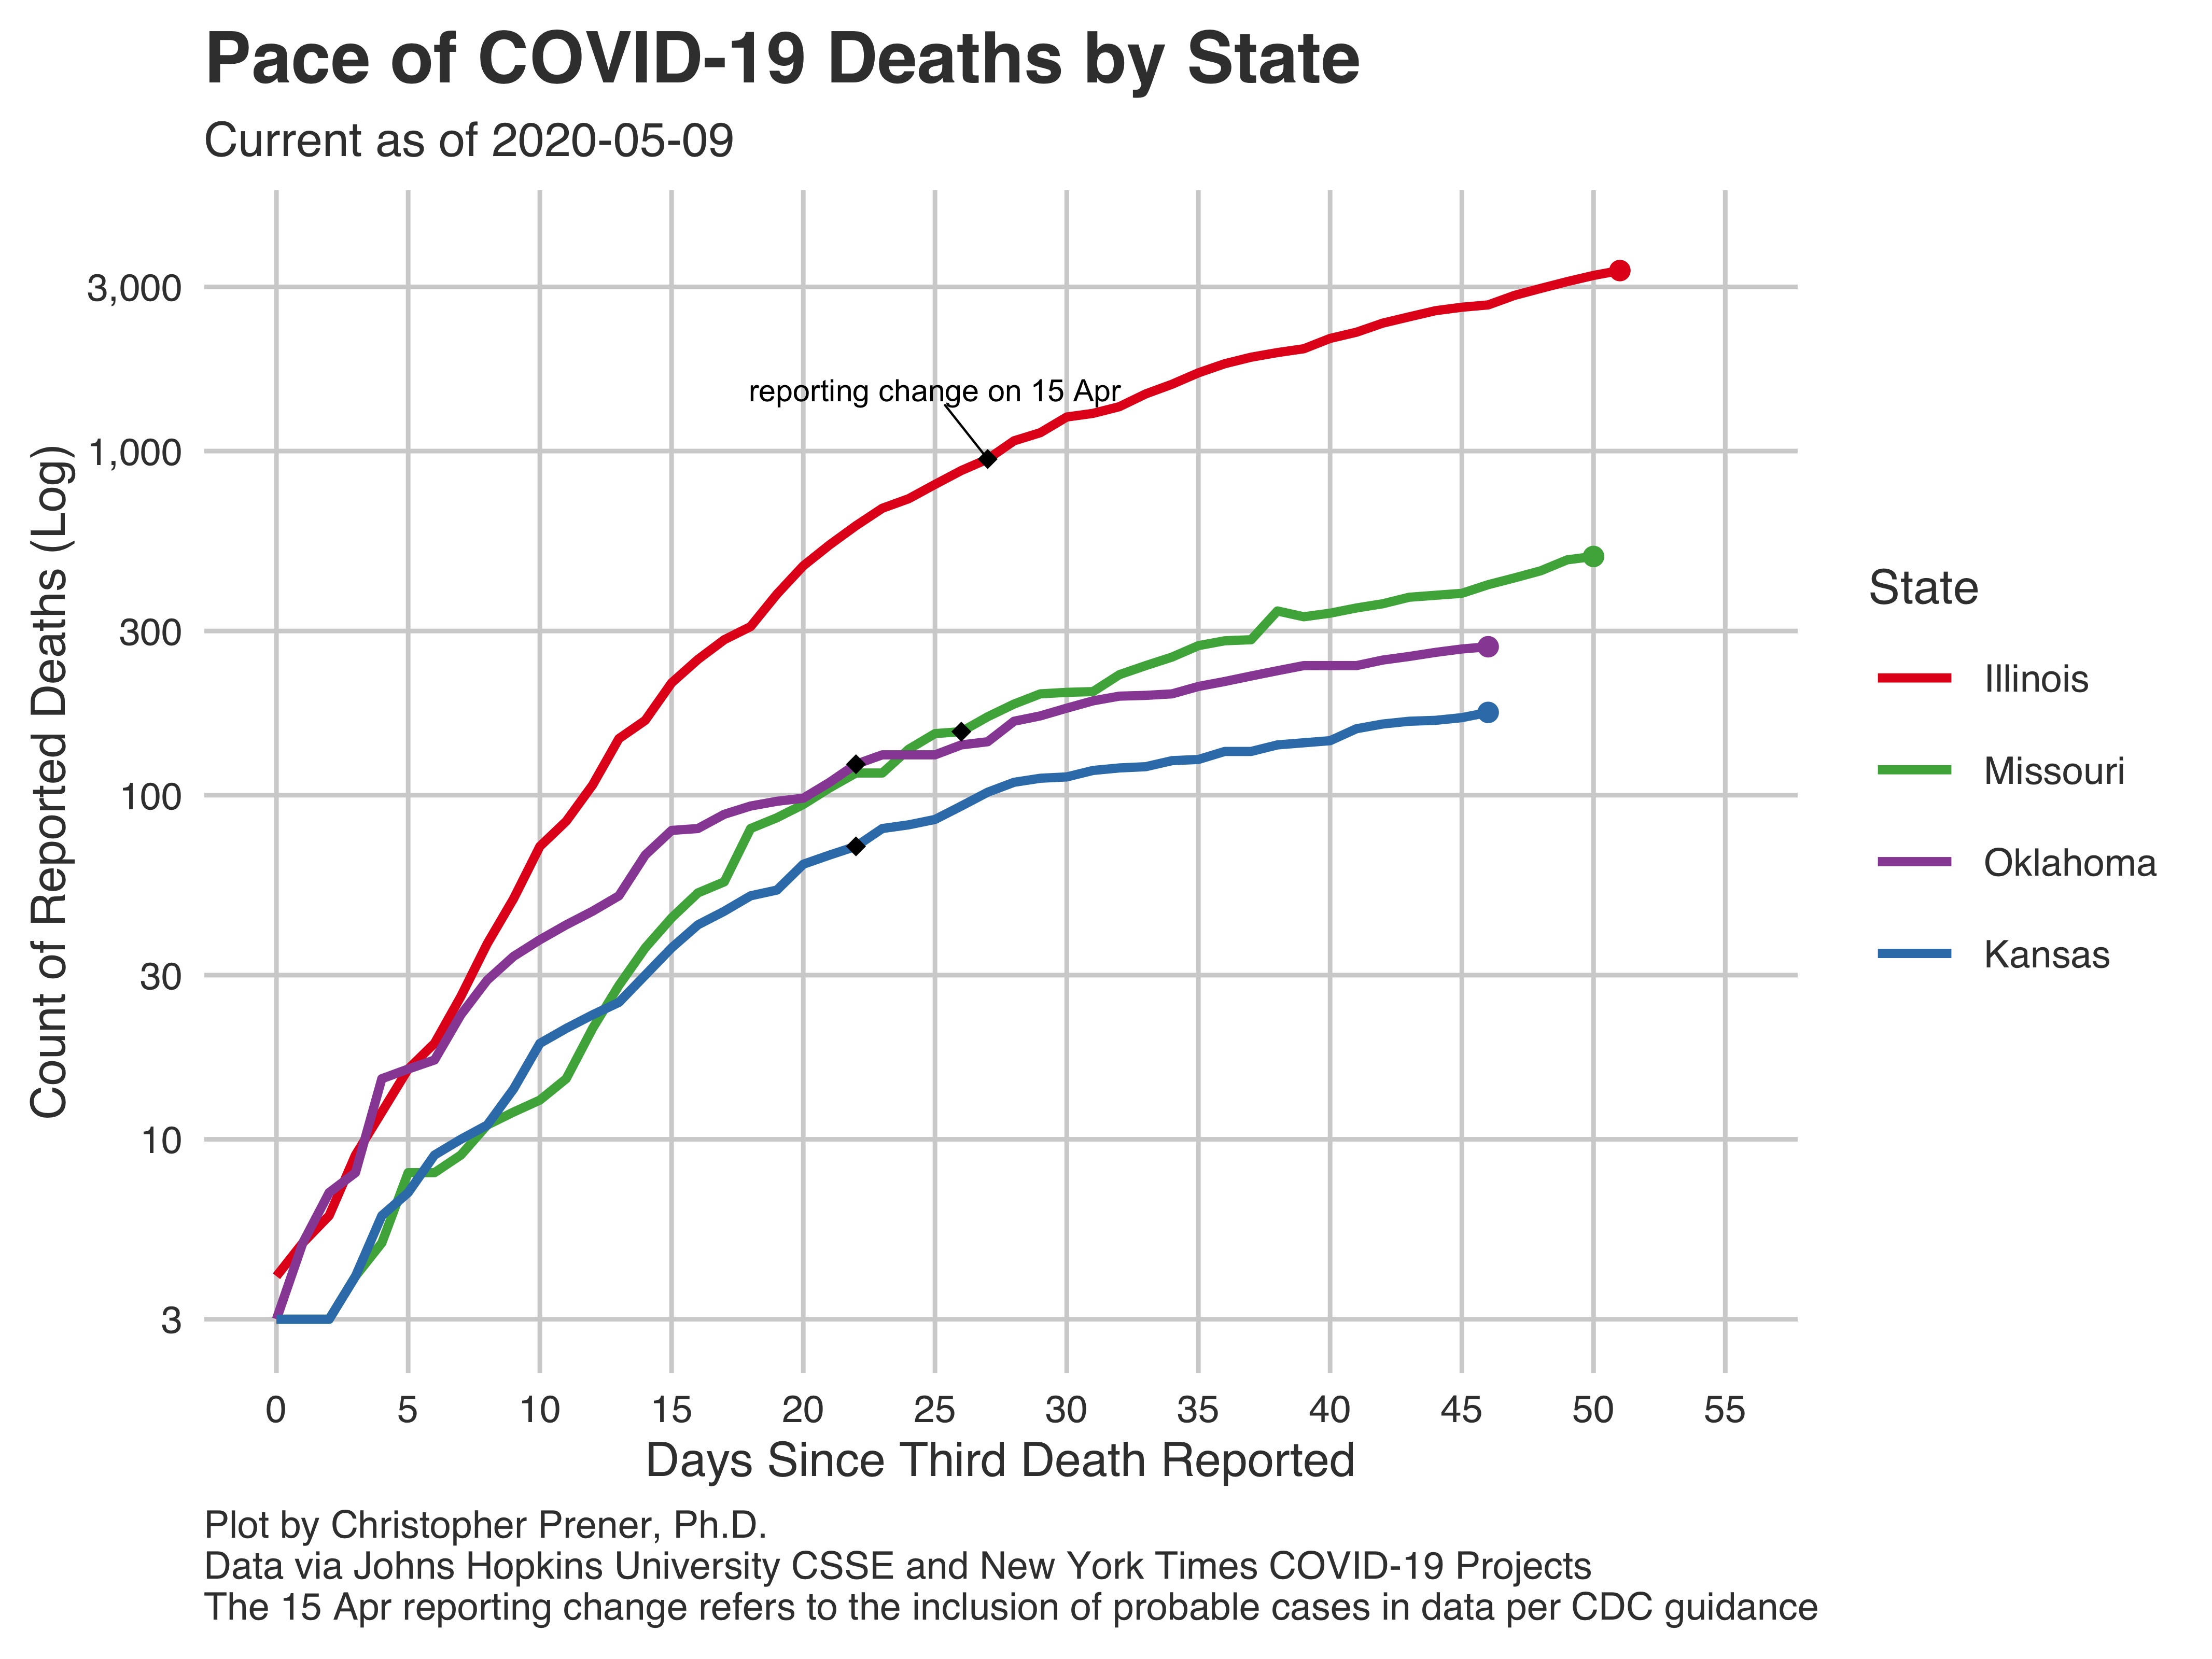 Pace of COVID-19 Deaths by State
Current as of 2020-05-09
Count of Reported Deaths (Log)
3,000
1,000
300
100
30
10
3
reporting change on 15 Apr
0 5 10 15 20 25 30 35 40 45 50 55
Days Since Third Death Reported
State
Illinois
Missouri
Oklahoma
Kansas
Plot by Christopher Prener, Ph.D.
Data via Johns Hopkins University CSSE and New York Times COVID-19 Projects
The 15 Apr reporting change refers to the inclusion of probable cases in data per CDC guidance